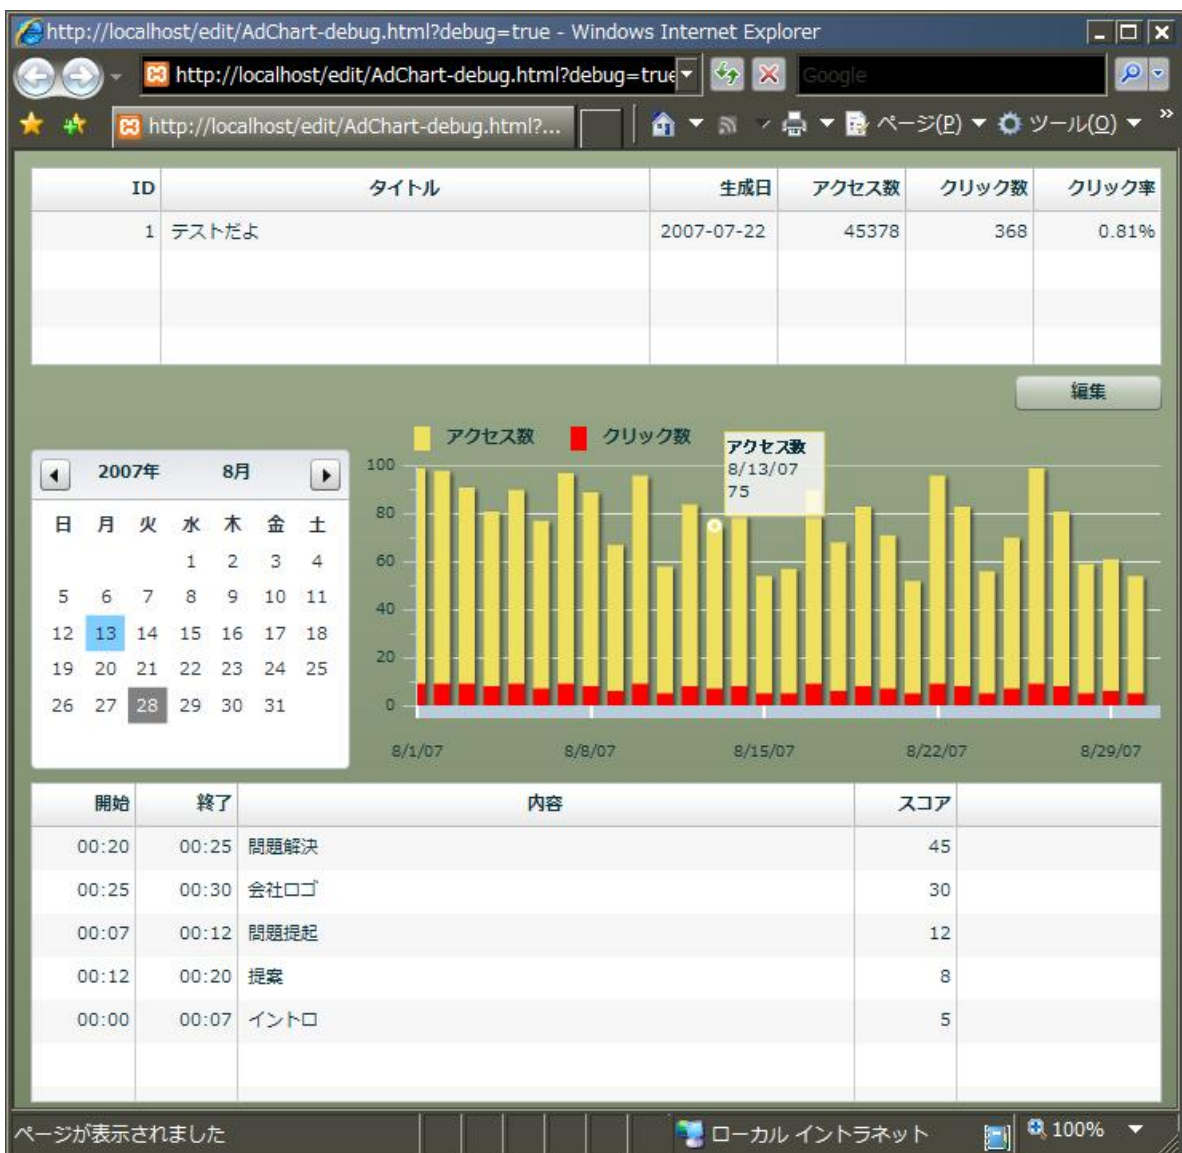 http://localhost/edit/AdChart-debug.html?debug=true - Windows Internet Explorer
http://localhost/edit/AdChart-debug.html?debug=true Google
http://localhost/edit/AdChart-debug.html?... ページ(P) ツール(O) »
ID タイトル 生成日 アクセス数 クリック数 クリック率
1 テストだよ 2007-07-22 45378 368 0.81%
編集
アクセス数 クリック数
アクセス数
8/13/07
75
2007年 8月
日 月 火 水 木 金 土
1 2 3 4
5 6 7 8 9 10 11
12 13 14 15 16 17 18
19 20 21 22 23 24 25
26 27 28 29 30 31
100
80
60
40
20
0
8/1/07 8/8/07 8/15/07 8/22/07 8/29/07
開始 終了 内容 スコア
00:20 00:25 問題解決 45
00:25 00:30 会社ロゴ 30
00:07 00:12 問題提起 12
00:12 00:20 提案 8
00:00 00:07 イントロ 5
ページが表示されました ローカル イントラネット 100%